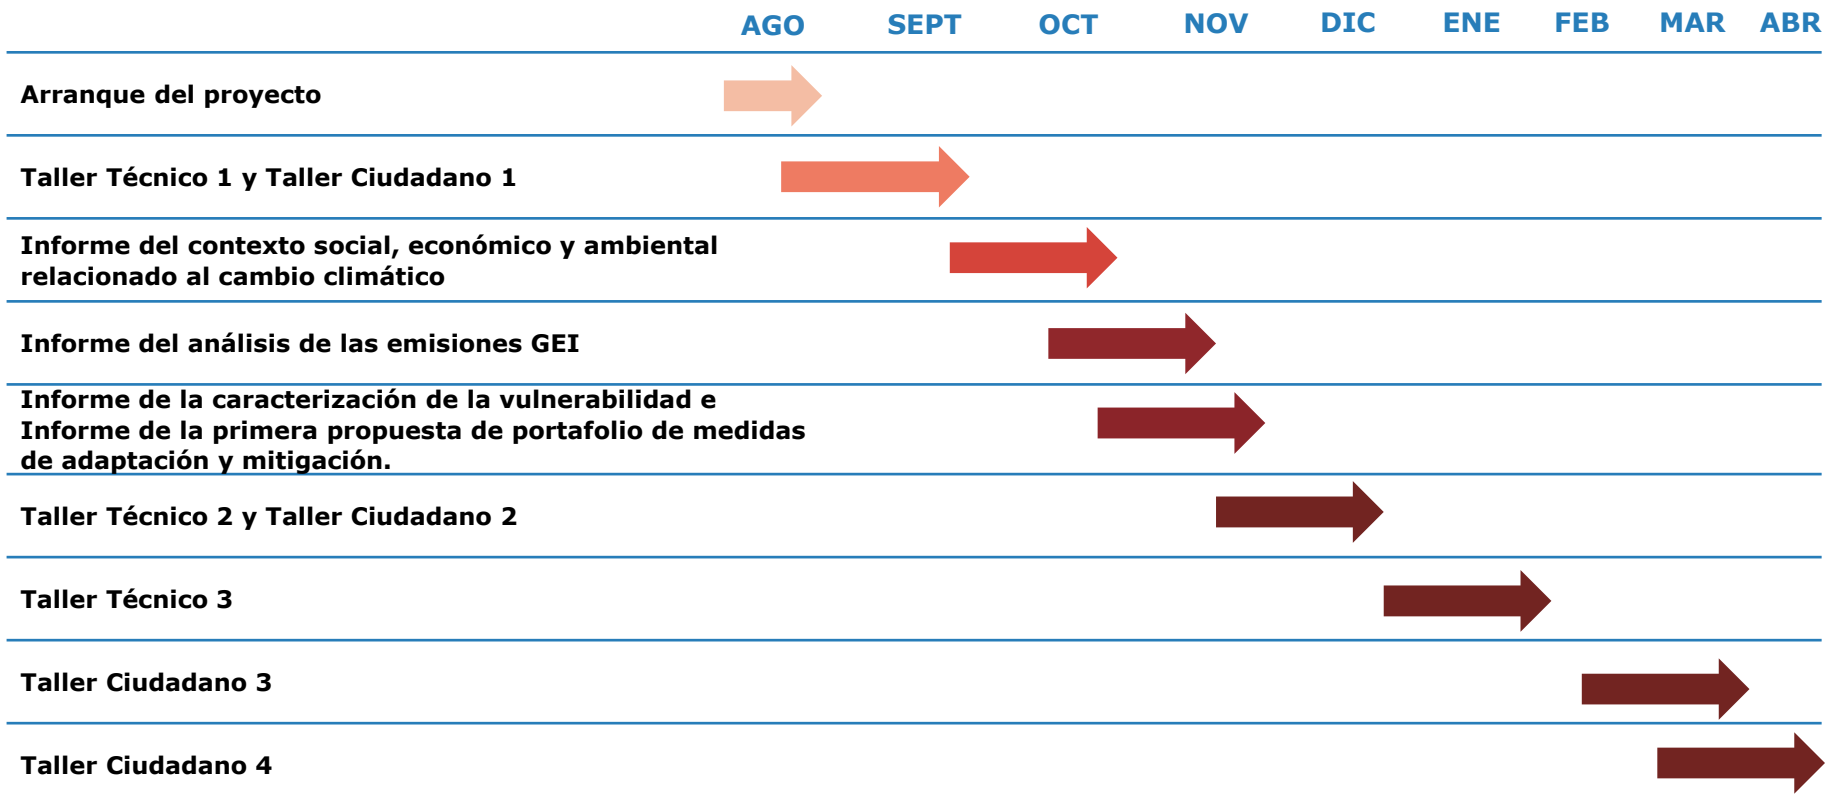 AGO SEPT OCT NOV DIC ENE FEB MAR ABR
Arranque del proyecto
Taller Técnico 1 y Taller Ciudadano 1
Informe del contexto social, económico y ambiental
relacionado al cambio climático
Informe del análisis de las emisiones GEI
Informe de la caracterización de la vulnerabilidad e
Informe de la primera propuesta de portafolio de medidas
de adaptación y mitigación.
Taller Técnico 2 y Taller Ciudadano 2
Taller Técnico 3
Taller Ciudadano 3
Taller Ciudadano 4